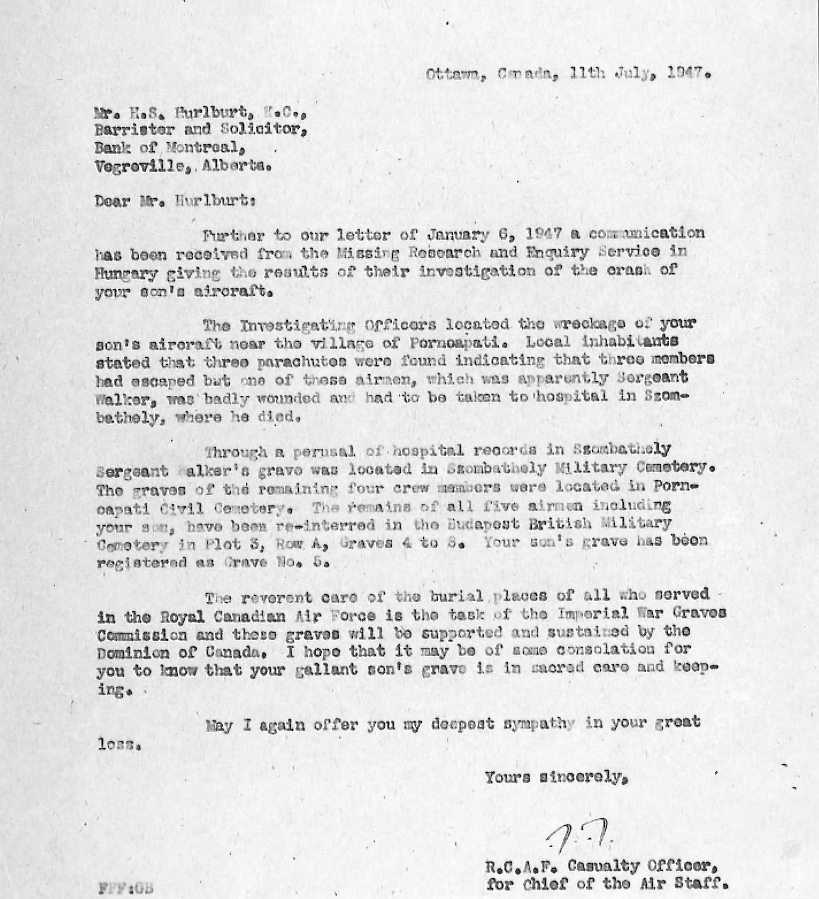 Ottawa, Canada, 11th July, 1947.
Mr. H.S. Hurlburt, K.C.,
Barrister and Solicitor,
Bank of Montreal,
Vegreville, Alberta.
Dear Mr. Hurlburt:
Further to our letter of January 6, 1947 a communication
has been received from the Missing Research and Enquiry Service in
Hungary giving the results of their investigation of the crash of
your son's aircraft.
The Investigating Officers located the wreckage of your
son's aircraft near the village of Pornoapati. Local inhabitants
stated that three parachutes were found indicating that three members
had escaped but one of these airmen, which was apparently Sergeant
Walker, was badly wounded and had to be taken to hospital in Szom-
bathely, where he died.
Through a perusal of hospital records in Szombathely
Sergeant alker's grave was located in Szombathely Military Cemetery.
The graves of the remaining four crew members were located in Porn-
oapati Civil Cemetery. The remains of all five airmen including
your son, have been re-interred in the Budapest British Military
Cemetery in Plot 3, Row A, Graves 4 to 8. Your son's grave has been
registered as Grave No. 5.
The reverent care of the burial places of all who served
in the Royal Canadian Air Force is the task of the Imperial War Graves
Commission and these graves will be supported and sustained by the
Dominion of Canada. I hope that it may be of some consolation for
you to know that your gallant son's grave is in sacred care and keep-
ing.
May I again offer you my deepest sympathy in your great
loss.
Yours sincerely,
R.C.A.F. Casualty Officer,
for Chief of the Air Staff.
FFF:GB